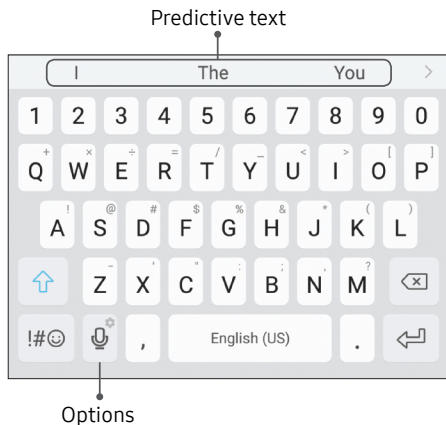 Predictive text
I The You >
1 2 3 4 5 6 7 8 9 0
+ × ÷ = / _ < > [ ]
Q W E R T Y U I O P
! @ # $ % & * ( )
A S D F G H J K L
- ' " : ; , ?
Z X C V B N M
!#☺ , English (US) .
Options